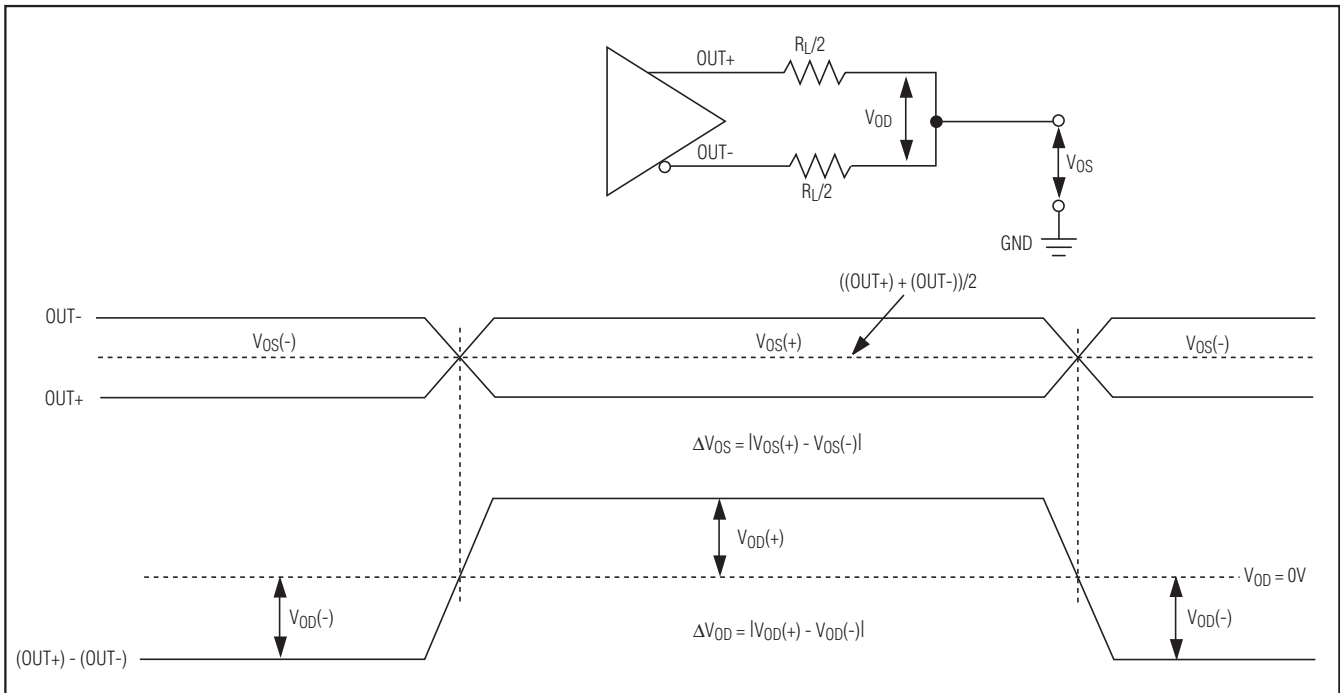 R_L/2
OUT+
V_OD
OUT-
R_L/2
V_OS
GND
((OUT+) + (OUT-))/2
OUT-
V_OS(-)
V_OS(+)
V_OS(-)
OUT+
ΔV_OS = |V_OS(+) - V_OS(-)|
V_OD(+)
V_OD = 0V
V_OD(-)
V_OD(-)
ΔV_OD = |V_OD(+) - V_OD(-)|
(OUT+) - (OUT-)